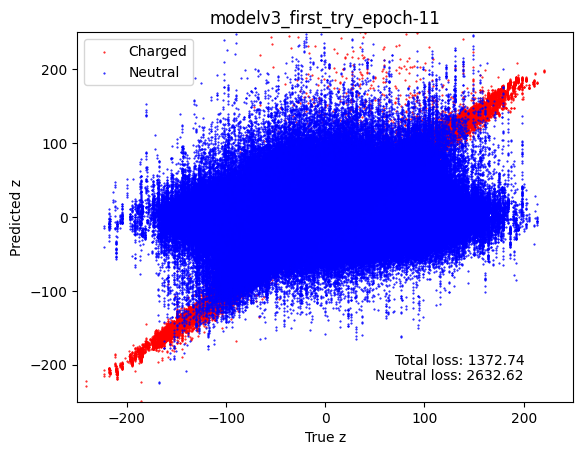 modelv3_first_try_epoch-11
Charged
Neutral
200
100
0
−100
−200
Predicted z
Total loss: 1372.74
Neutral loss: 2632.62
−200 −100 0 100 200
True z